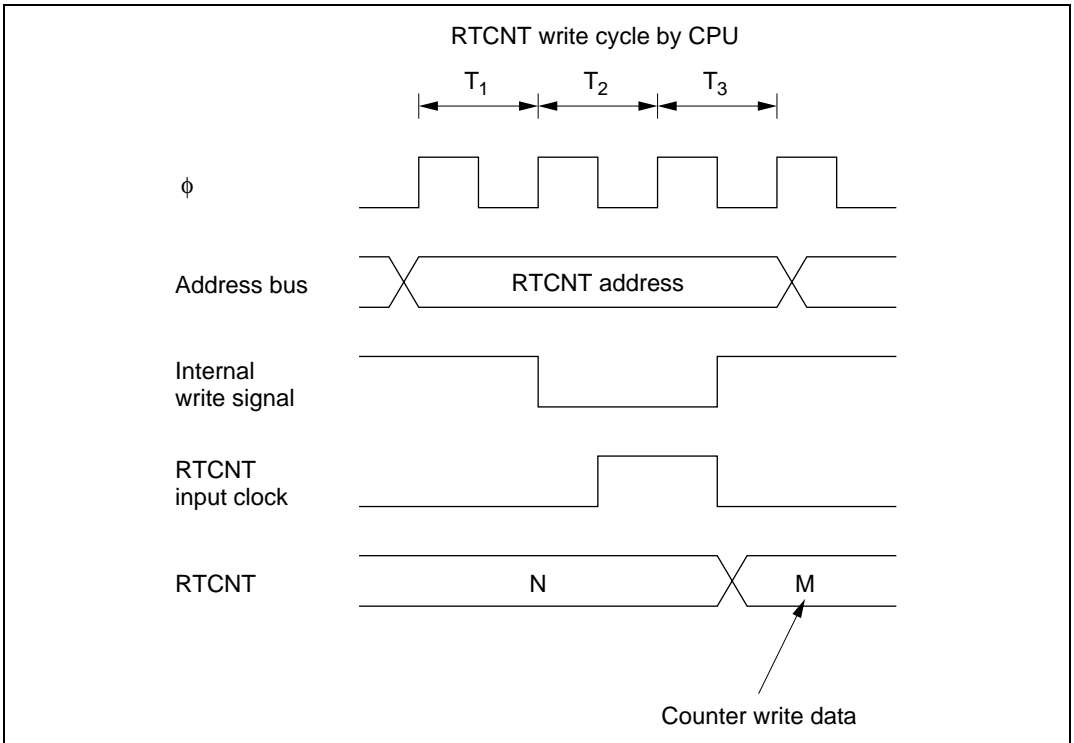 RTCNT write cycle by CPU
T1 T2 T3
ϕ
Address bus
RTCNT address
Internal
write signal
RTCNT
input clock
RTCNT
N
M
Counter write data